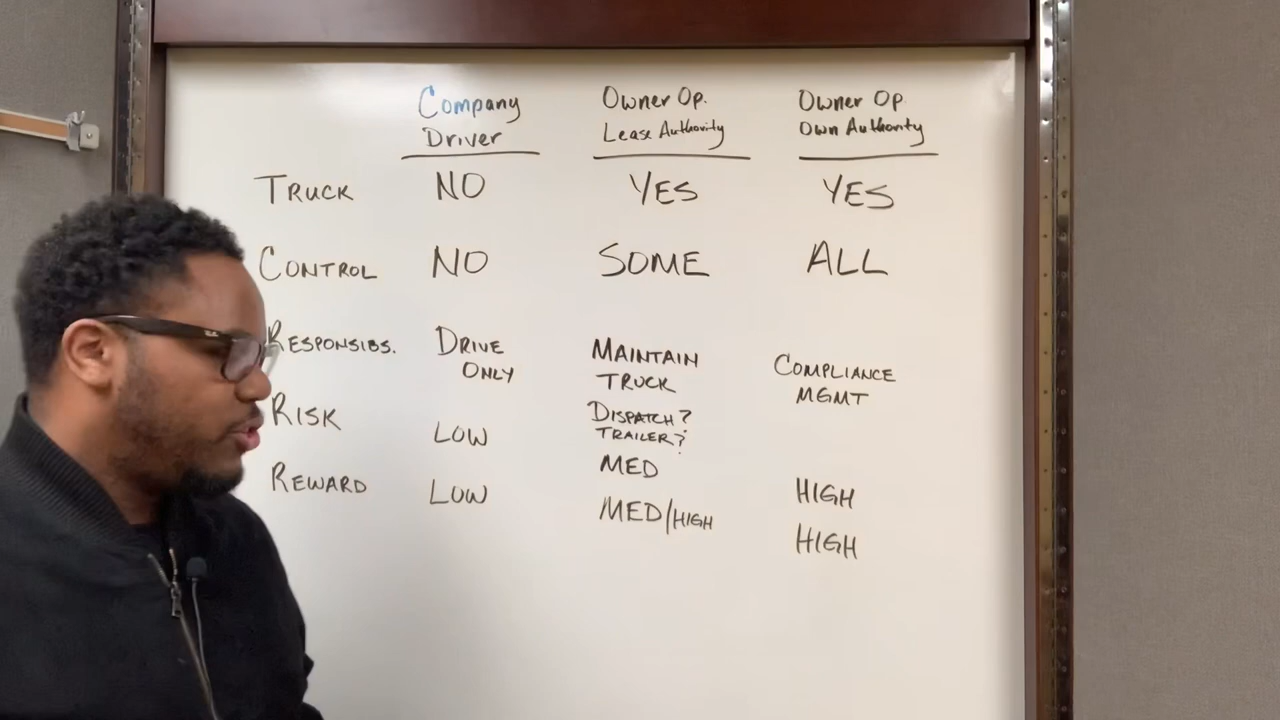 Company Driver
Owner Op. Lease Authority
Owner Op Own Authority
TRUCK NO YES YES
CONTROL NO SOME ALL
RESPONSIBS. DRIVE ONLY MAINTAIN TRUCK DISPATCH? TRAILER? COMPLIANCE MGMT
RISK LOW MED HIGH
REWARD LOW MED/HIGH HIGH